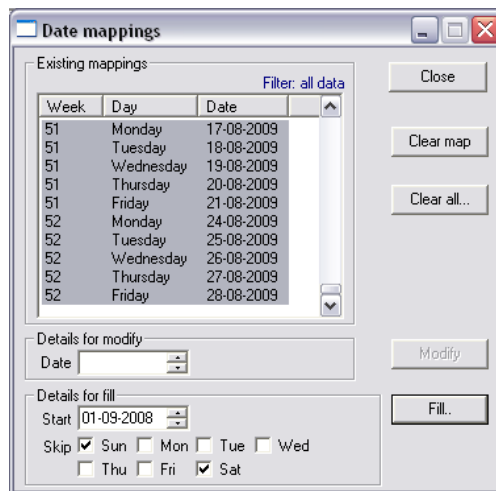 Date mappings
Existing mappings
Filter: all data
Week Day Date
51 Monday 17-08-2009
51 Tuesday 18-08-2009
51 Wednesday 19-08-2009
51 Thursday 20-08-2009
51 Friday 21-08-2009
52 Monday 24-08-2009
52 Tuesday 25-08-2009
52 Wednesday 26-08-2009
52 Thursday 27-08-2009
52 Friday 28-08-2009
Close
Clear map
Clear all...
Details for modify
Date
Modify
Details for fill
Start 01-09-2008
Skip Sun Mon Tue Wed
Thu Fri Sat
Fill..